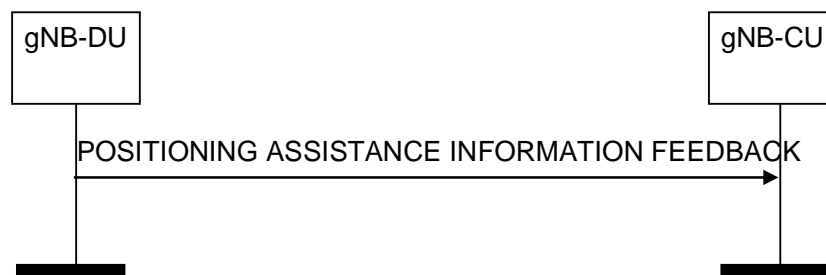 gNB-DU
gNB-CU
POSITIONING ASSISTANCE INFORMATION FEEDBACK